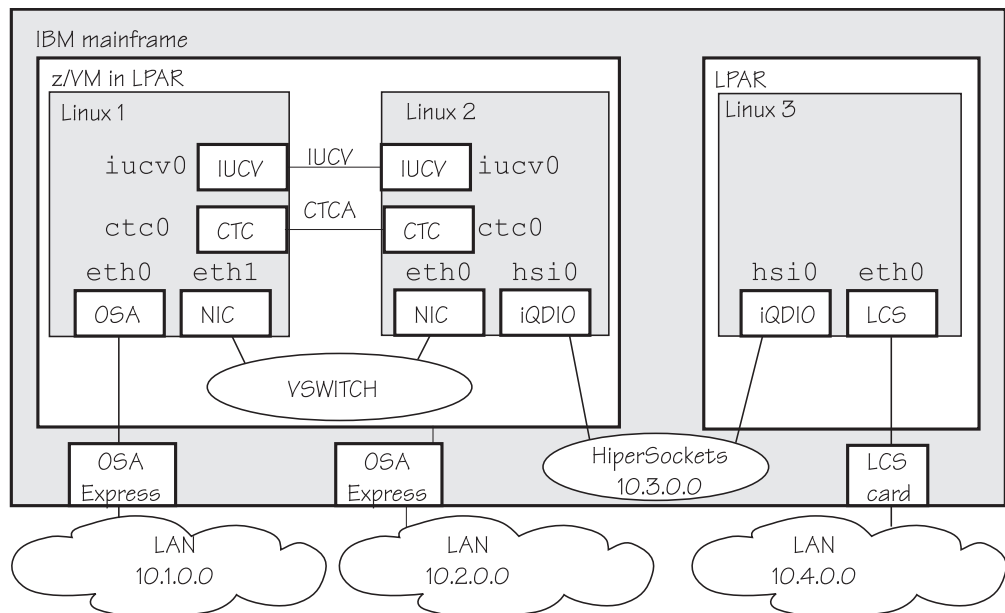 IBM mainframe
z/VM in LPAR
LPAR
Linux 1
Linux 2
Linux 3
iucv0
IUCV
IUCV
IUCV
iucv0
ctc0
CTC
CTCA
CTC
ctc0
eth0
eth1
eth0
hsi0
hsi0
eth0
OSA
NIC
NIC
iQDIO
iQDIO
LCS
VSWITCH
OSA
Express
OSA
Express
HiperSockets
10.3.0.0
LCS
card
LAN
10.1.0.0
LAN
10.2.0.0
LAN
10.4.0.0